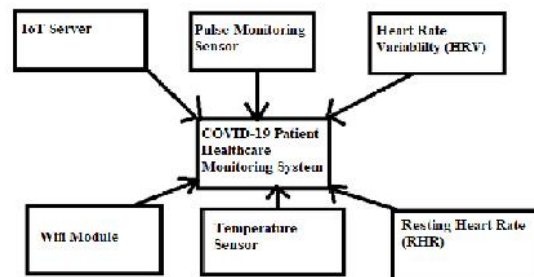 IoT Server
Pulse Monitoring
Sensor
Heart Rate
Variablilty (HRV)
COVID-19 Patient
Healthcare
Monitoring System
Wifi Module
Temperature
Sensor
Resting Heart Rate
(RHR)